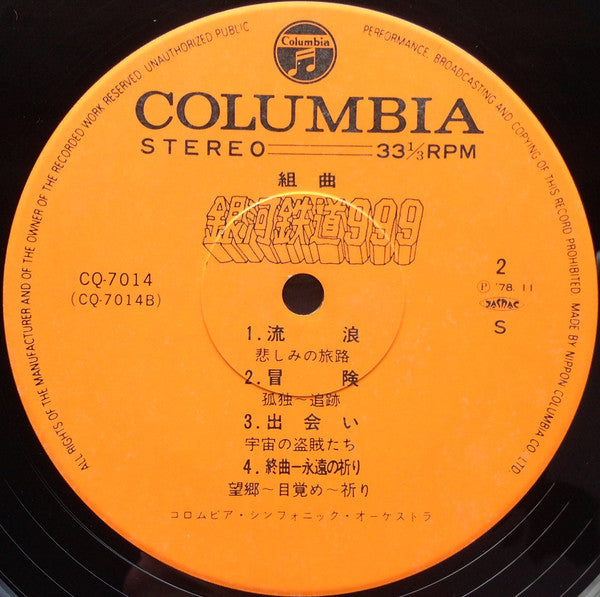 Columbia
COLUMBIA
STEREO 33⅓RPM
組曲
銀河鉄道999
CQ-7014
(CQ-7014B)
2
Ⓟ '78. 11
JASRAC
S
1. 流浪
悲しみの旅路
2. 冒険
孤独~追跡
3. 出会い
宇宙の盗賊たち
4. 終曲ー永遠の祈り
望郷~目覚め~祈り
コロムビア・シンフォニック・オーケストラ
ALL RIGHTS OF THE MANUFACTURER AND OF THE OWNER OF THE RECORDED WORK RESERVED UNAUTHORIZED PUBLIC PERFORMANCE, BROADCASTING AND COPYING OF THIS RECORD PROHIBITED MADE BY NIPPON COLUMBIA CO. LTD